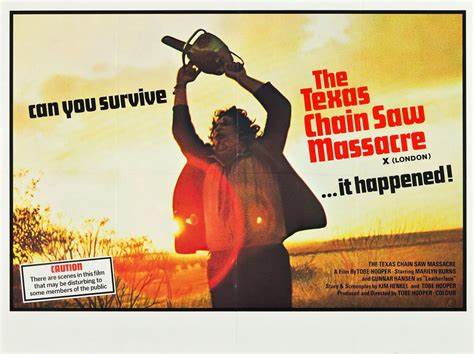 can you survive
The
Texas
Chain Saw
Massacre
X (LONDON)
...it happened!
CAUTION
There are scenes in this film
that may be disturbing to
some members of the public
THE TEXAS CHAIN SAW MASSACRE
A Film By TOBE HOOPER · Starring MARILYN BURNS
and GUNNAR HANSEN as "Leatherface"
Story & Screenplay by KIM HENKEL and TOBE HOOPER
Produced and Directed by TOBE HOOPER · COLOUR